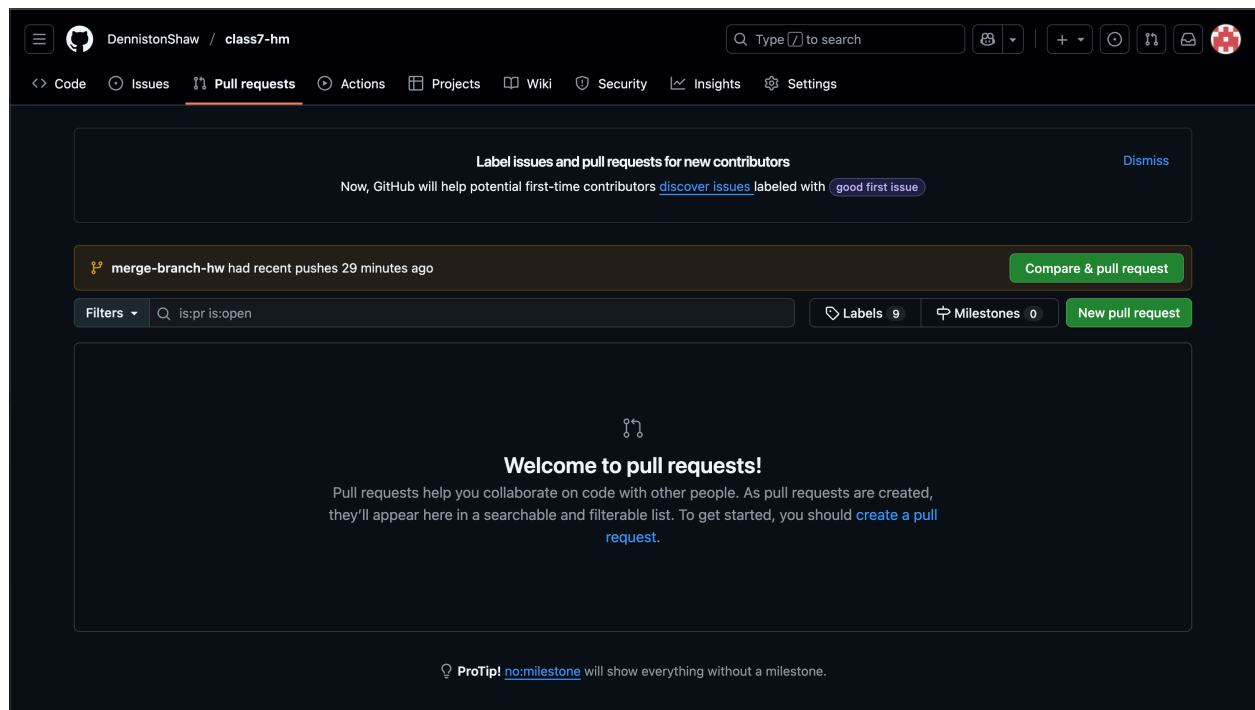 DennistonShaw / class7-hm
Type / to search
Code Issues Pull requests Actions Projects Wiki Security Insights Settings
Label issues and pull requests for new contributors
Dismiss
Now, GitHub will help potential first-time contributors discover issues labeled with good first issue
merge-branch-hw had recent pushes 29 minutes ago
Compare & pull request
Filters
is:pr is:open
Labels 9
Milestones 0
New pull request
Welcome to pull requests!
Pull requests help you collaborate on code with other people. As pull requests are created,
they’ll appear here in a searchable and filterable list. To get started, you should create a pull
request.
ProTip! no:milestone will show everything without a milestone.